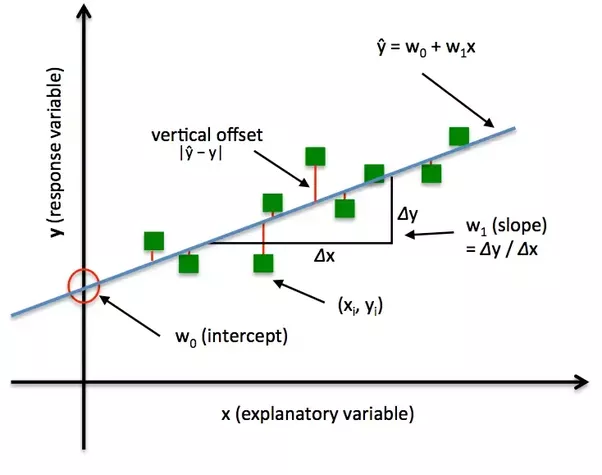 ŷ = w₀ + w₁x
vertical offset
|ŷ – y|
y (response variable)
Δy
w₁ (slope)
= Δy / Δx
Δx
(xᵢ, yᵢ)
w₀ (intercept)
x (explanatory variable)